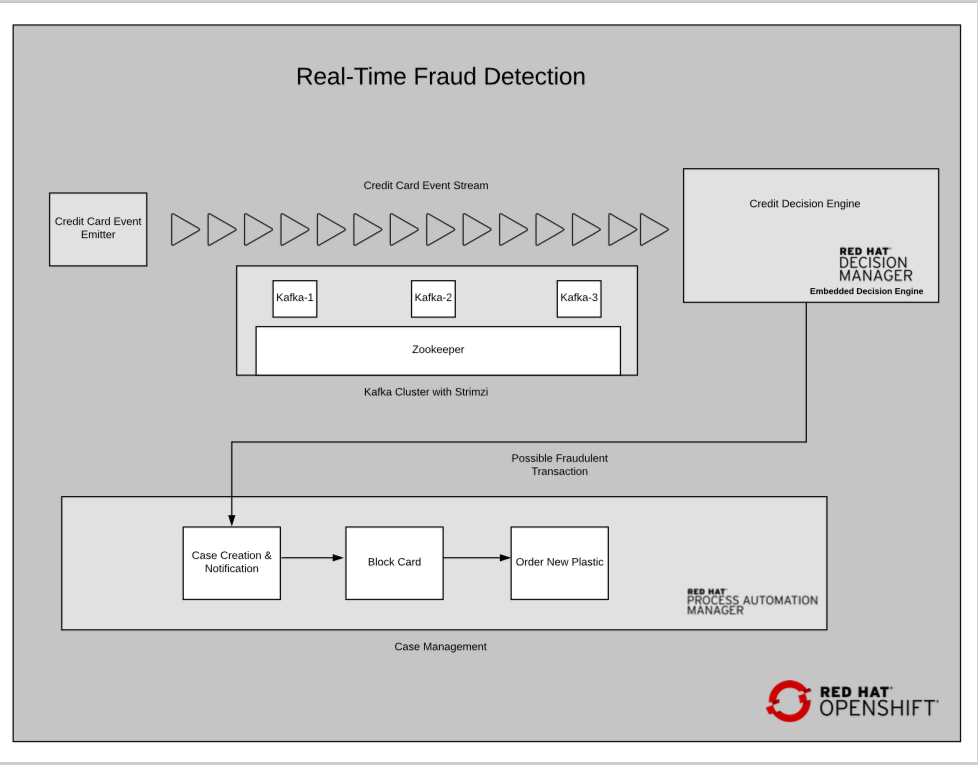 Real-Time Fraud Detection
Credit Card Event Stream
Credit Card Event
Emitter
Credit Decision Engine
RED HAT
DECISION
MANAGER
Embedded Decision Engine
Kafka-1
Kafka-2
Kafka-3
Zookeeper
Kafka Cluster with Strimzi
Possible Fraudulent
Transaction
Case Creation &
Notification
Block Card
Order New Plastic
RED HAT
PROCESS AUTOMATION
MANAGER
Case Management
RED HAT
OPENSHIFT